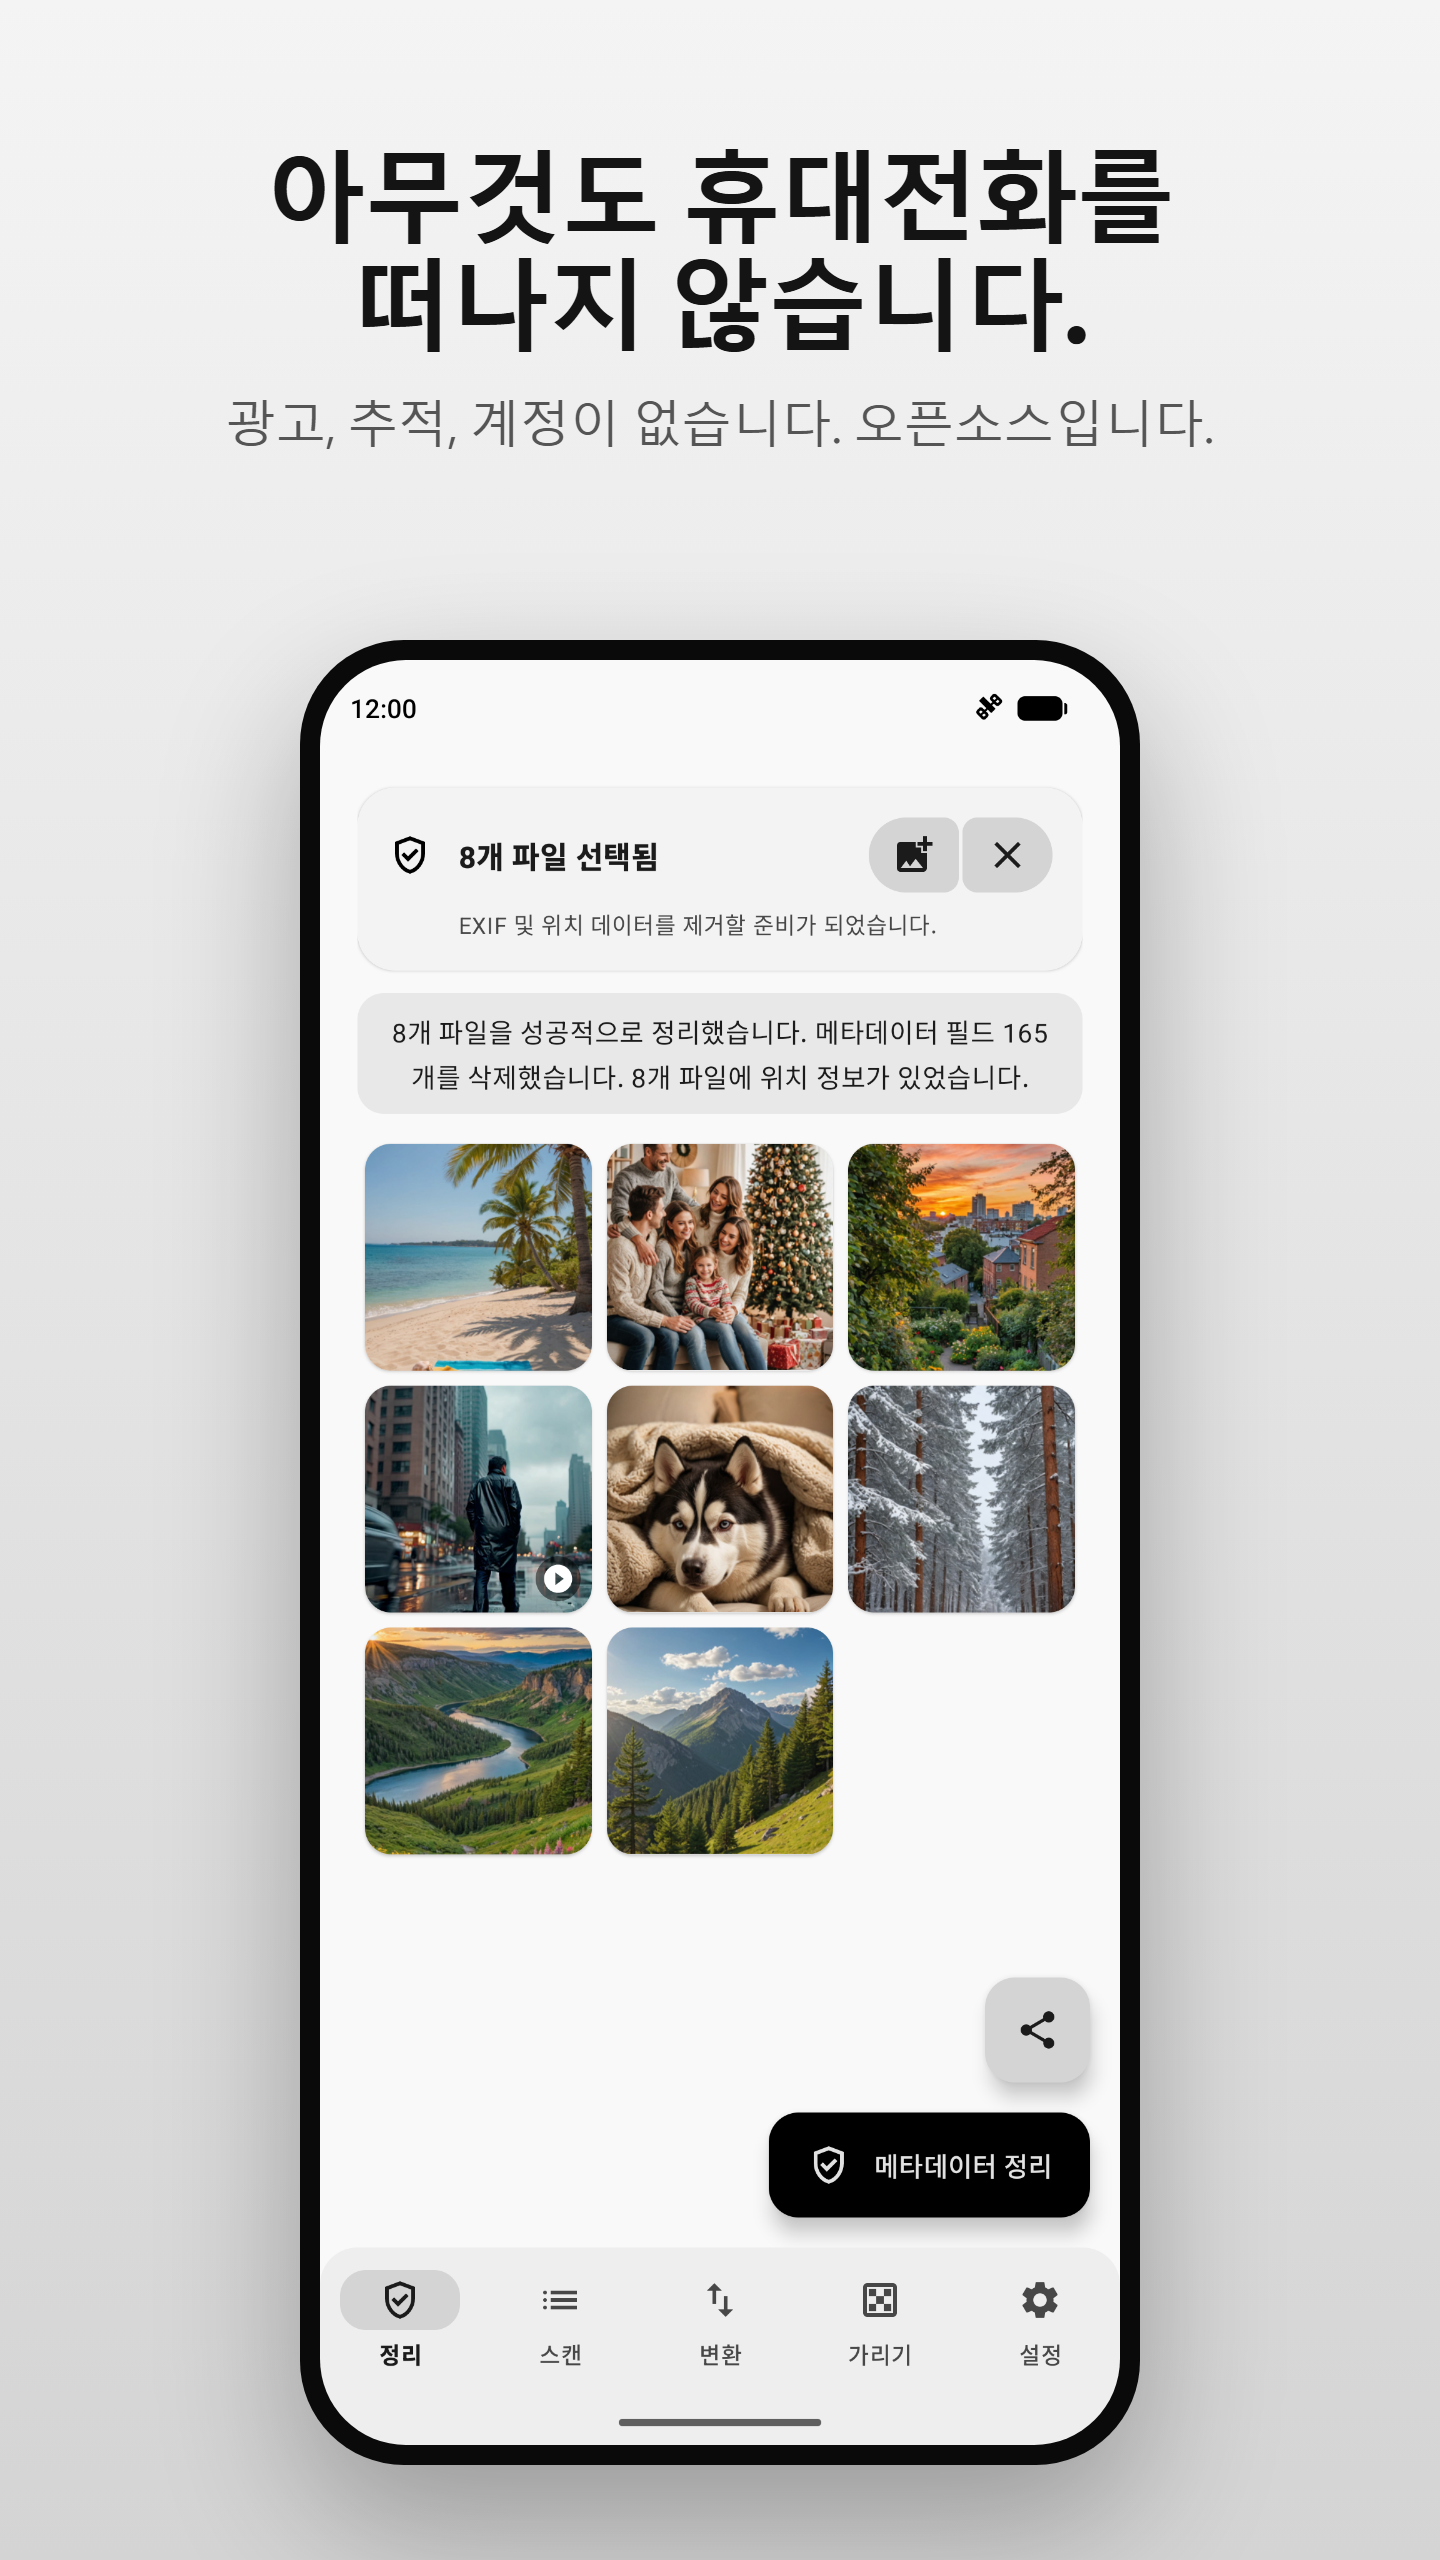 아무것도 휴대전화를
떠나지 않습니다.
광고, 추적, 계정이 없습니다. 오픈소스입니다.
12:00
8개 파일 선택됨
EXIF 및 위치 데이터를 제거할 준비가 되었습니다.
8개 파일을 성공적으로 정리했습니다. 메타데이터 필드 165
개를 삭제했습니다. 8개 파일에 위치 정보가 있었습니다.
메타데이터 정리
정리
스캔
변환
가리기
설정